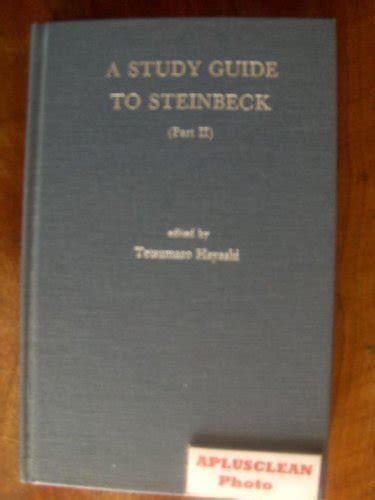 A STUDY GUIDE
TO STEINBECK
(Part II)
edited by
Tetsumaro Hayashi
APLUSCLEAN
Photo